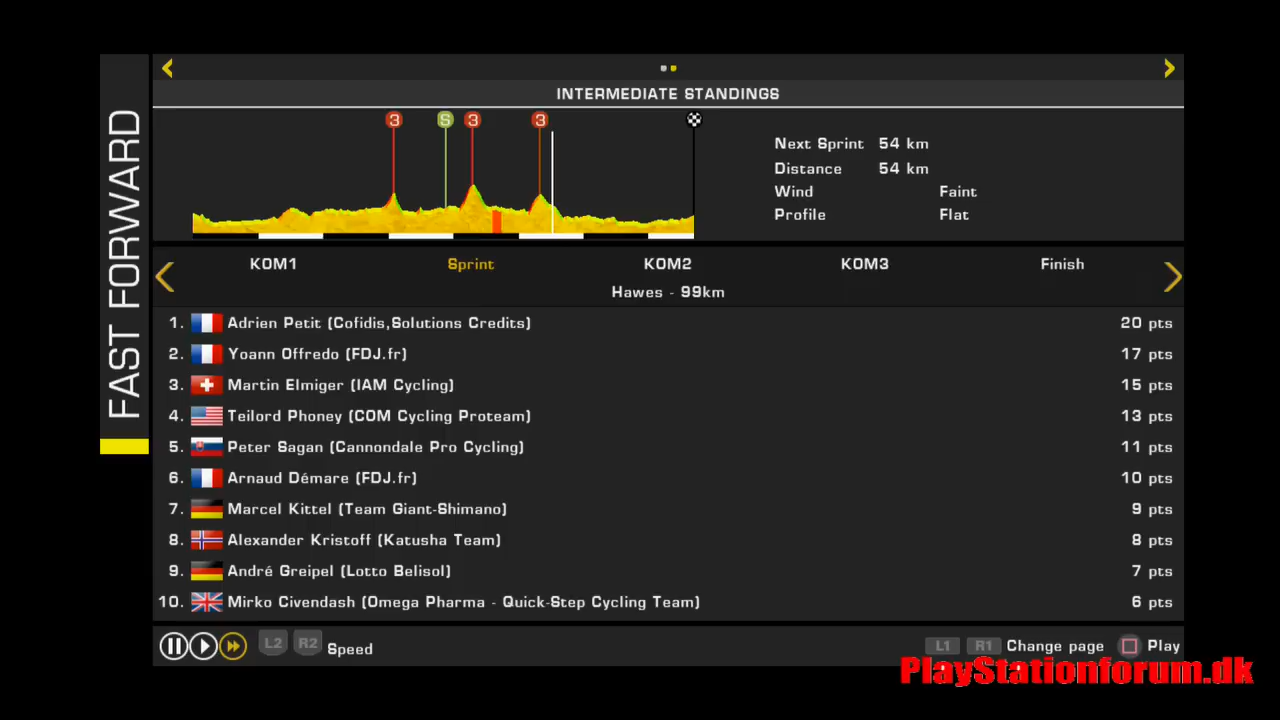 FAST FORWARD
INTERMEDIATE STANDINGS
3 S 3 3
Next Sprint 54 km
Distance 54 km
Wind Faint
Profile Flat
KOM1 Sprint KOM2 KOM3 Finish
Hawes - 99km
1. Adrien Petit (Cofidis,Solutions Credits) 20 pts
2. Yoann Offredo (FDJ.fr) 17 pts
3. Martin Elmiger (IAM Cycling) 15 pts
4. Teilord Phoney (COM Cycling Proteam) 13 pts
5. Peter Sagan (Cannondale Pro Cycling) 11 pts
6. Arnaud Démare (FDJ.fr) 10 pts
7. Marcel Kittel (Team Giant-Shimano) 9 pts
8. Alexander Kristoff (Katusha Team) 8 pts
9. André Greipel (Lotto Belisol) 7 pts
10. Mirko Civendash (Omega Pharma - Quick-Step Cycling Team) 6 pts
L2 R2 Speed L1 R1 Change page Play
PlayStationforum.dk